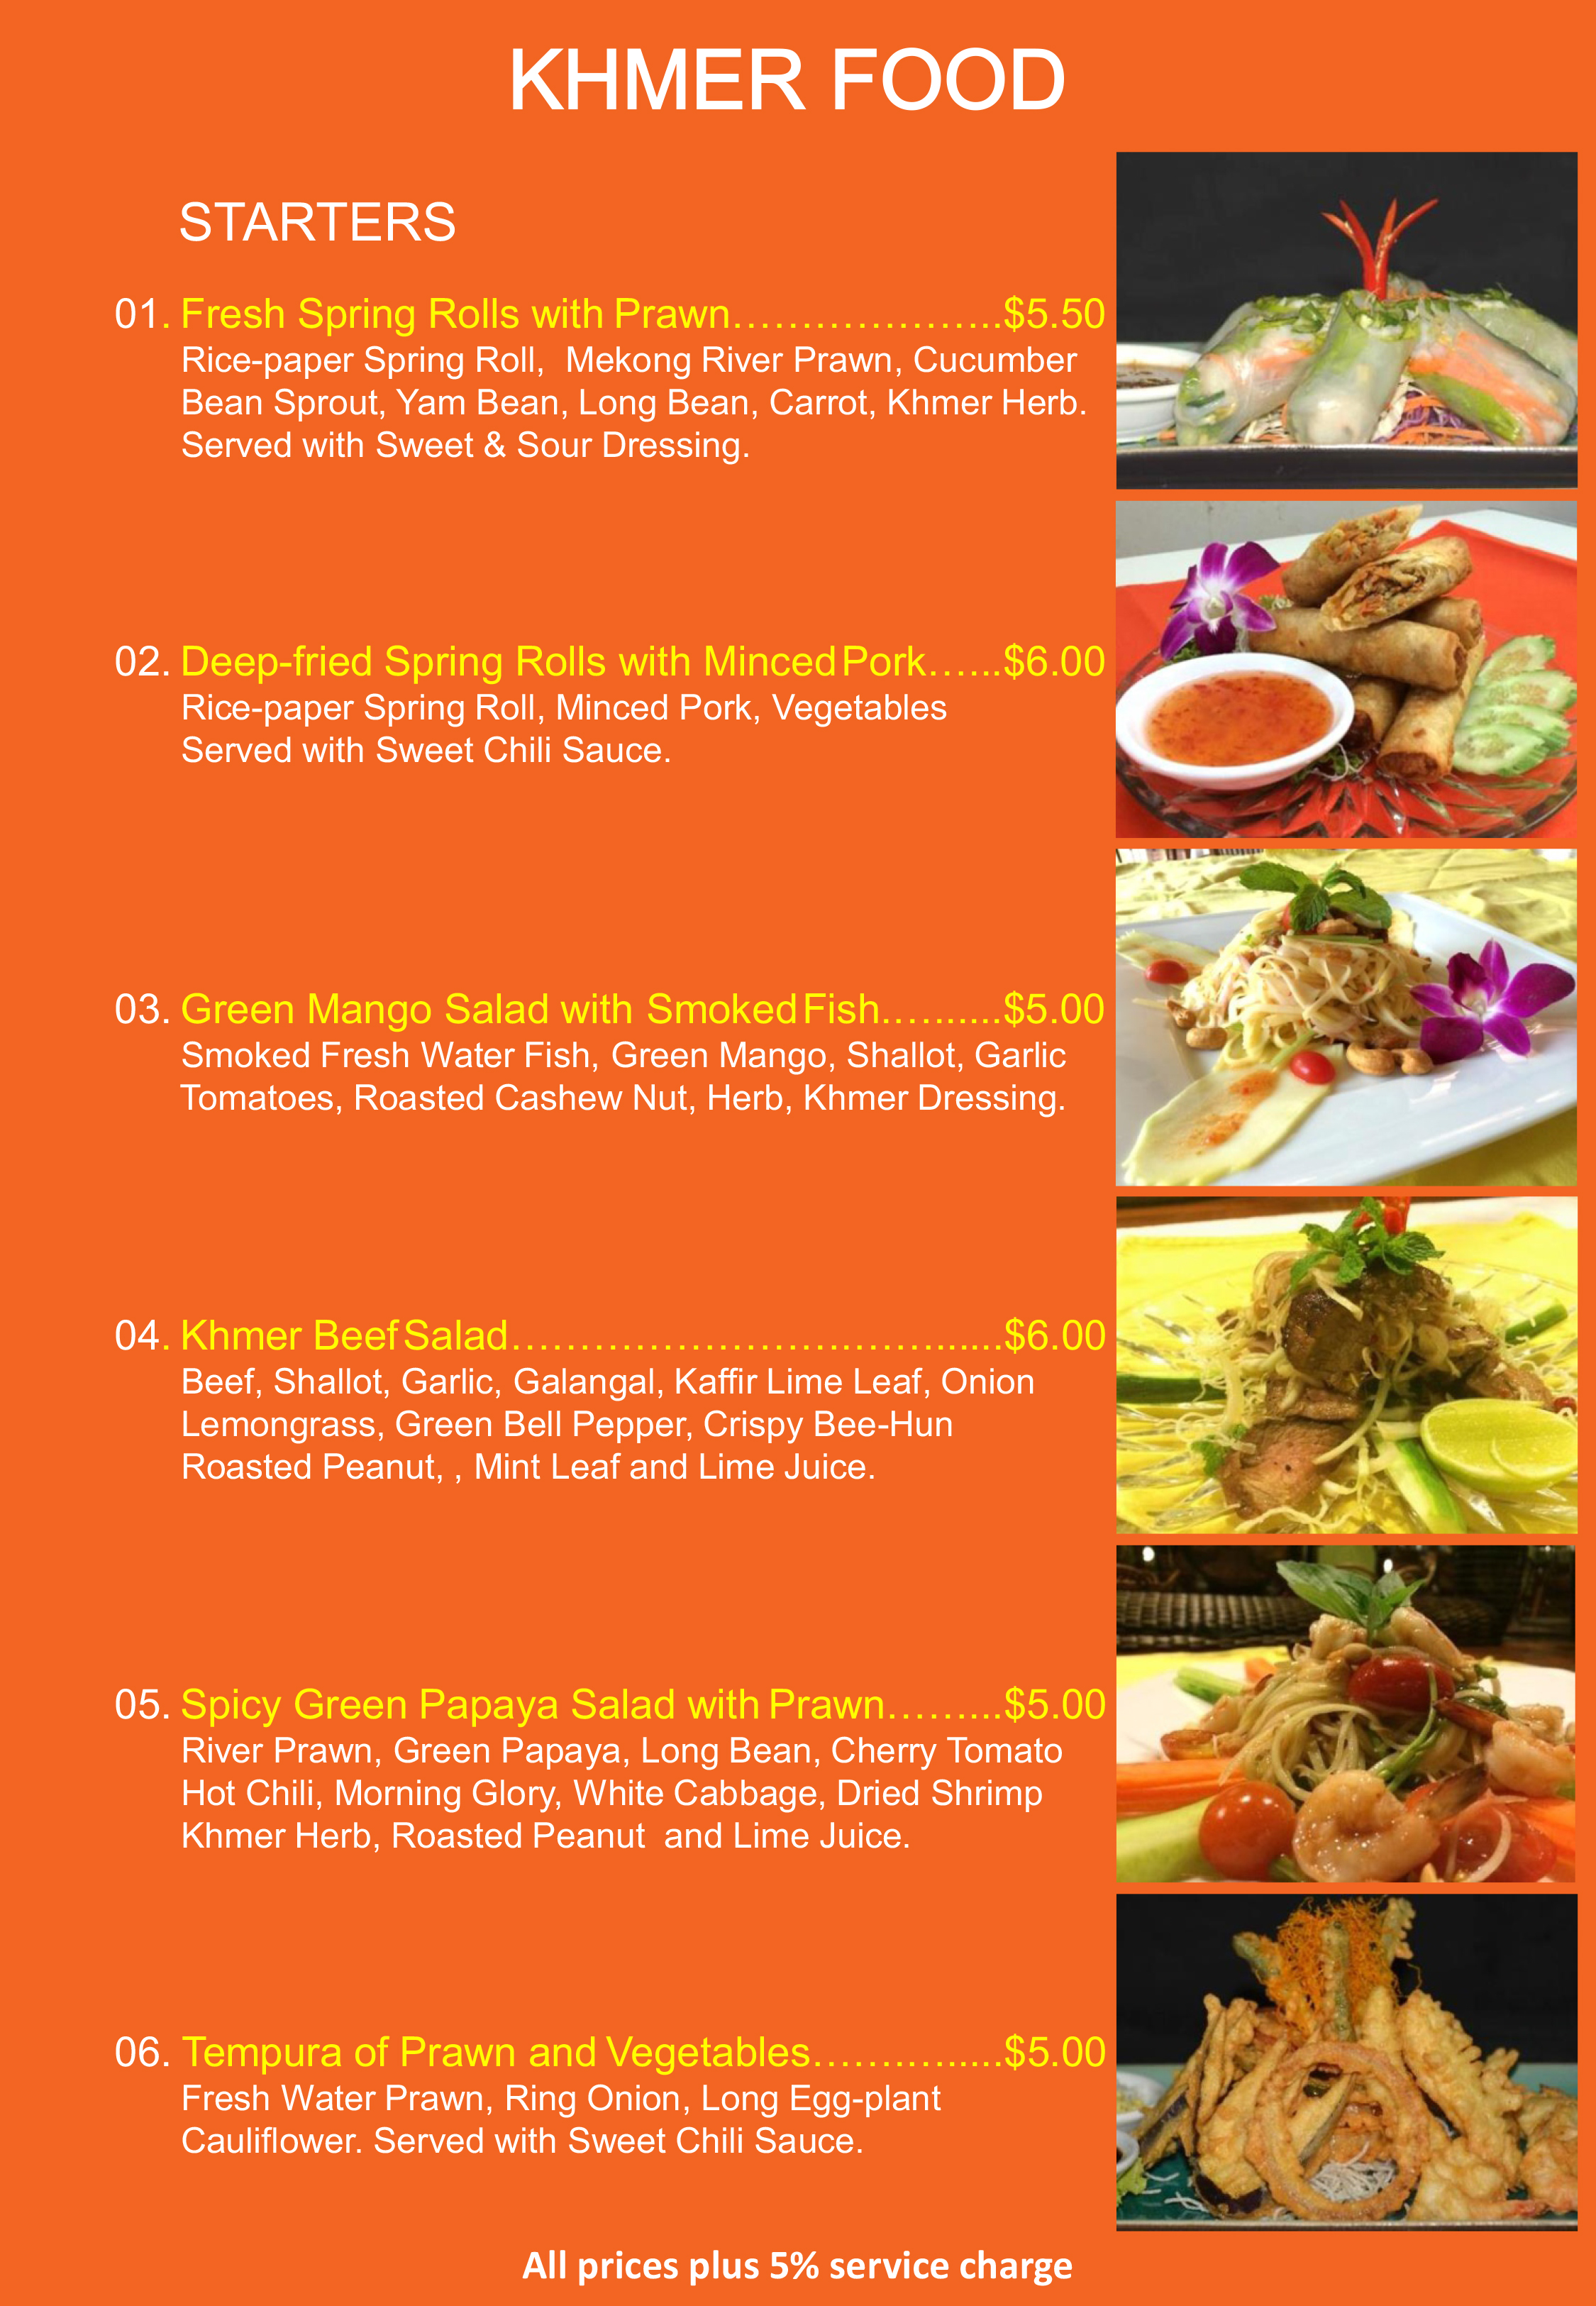 KHMER FOOD
STARTERS
01. Fresh Spring Rolls with Prawn…………………..$5.50
Rice-paper Spring Roll,  Mekong River Prawn, Cucumber
Bean Sprout, Yam Bean, Long Bean, Carrot, Khmer Herb.
Served with Sweet & Sour Dressing.
02. Deep-fried Spring Rolls with Minced Pork…...$6.00
Rice-paper Spring Roll, Minced Pork, Vegetables
Served with Sweet Chili Sauce.
03. Green Mango Salad with Smoked Fish….….....$5.00
Smoked Fresh Water Fish, Green Mango, Shallot, Garlic
Tomatoes, Roasted Cashew Nut, Herb, Khmer Dressing.
04. Khmer Beef Salad……………………….……….....$6.00
Beef, Shallot, Garlic, Galangal, Kaffir Lime Leaf, Onion
Lemongrass, Green Bell Pepper, Crispy Bee-Hun
Roasted Peanut, , Mint Leaf and Lime Juice.
05. Spicy Green Papaya Salad with Prawn……...$5.00
River Prawn, Green Papaya, Long Bean, Cherry Tomato
Hot Chili, Morning Glory, White Cabbage, Dried Shrimp
Khmer Herb, Roasted Peanut  and Lime Juice.
06. Tempura of Prawn and Vegetables…….…......$5.00
Fresh Water Prawn, Ring Onion, Long Egg-plant
Cauliflower. Served with Sweet Chili Sauce.
All prices plus 5% service charge